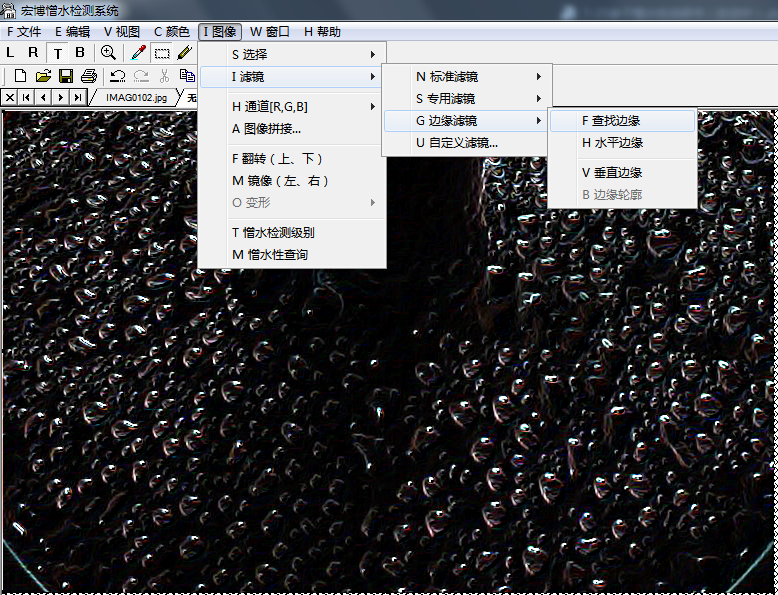 宏博憎水检测系统
F 文件 E 编辑 V 视图 C 颜色 I 图像 W 窗口 H 帮助
L R T B
IMAG0102.jpg 无
S 选择
I 滤镜
H 通道[R,G,B]
A 图像拼接...
F 翻转（上、下）
M 镜像（左、右）
O 变形
T 憎水检测级别
M 憎水性查询
N 标准滤镜
S 专用滤镜
G 边缘滤镜
U 自定义滤镜...
F 查找边缘
H 水平边缘
V 垂直边缘
B 边缘轮廓